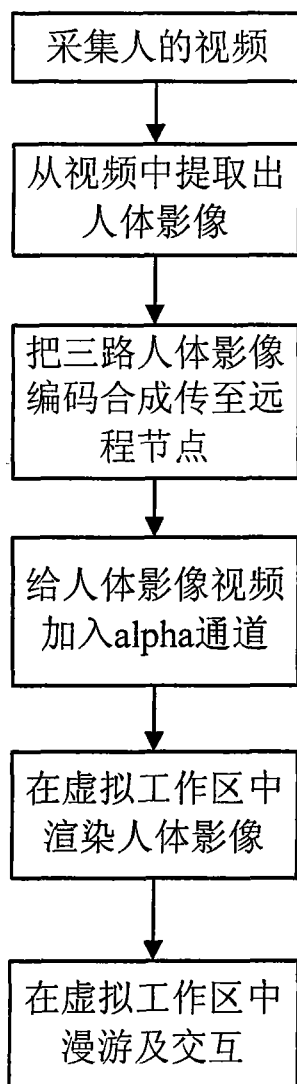 采集人的视频
从视频中提取出
人体影像
把三路人体影像
编码合成传至远
程节点
给人体影像视频
加入alpha通道
在虚拟工作区中
渲染人体影像
在虚拟工作区中
漫游及交互